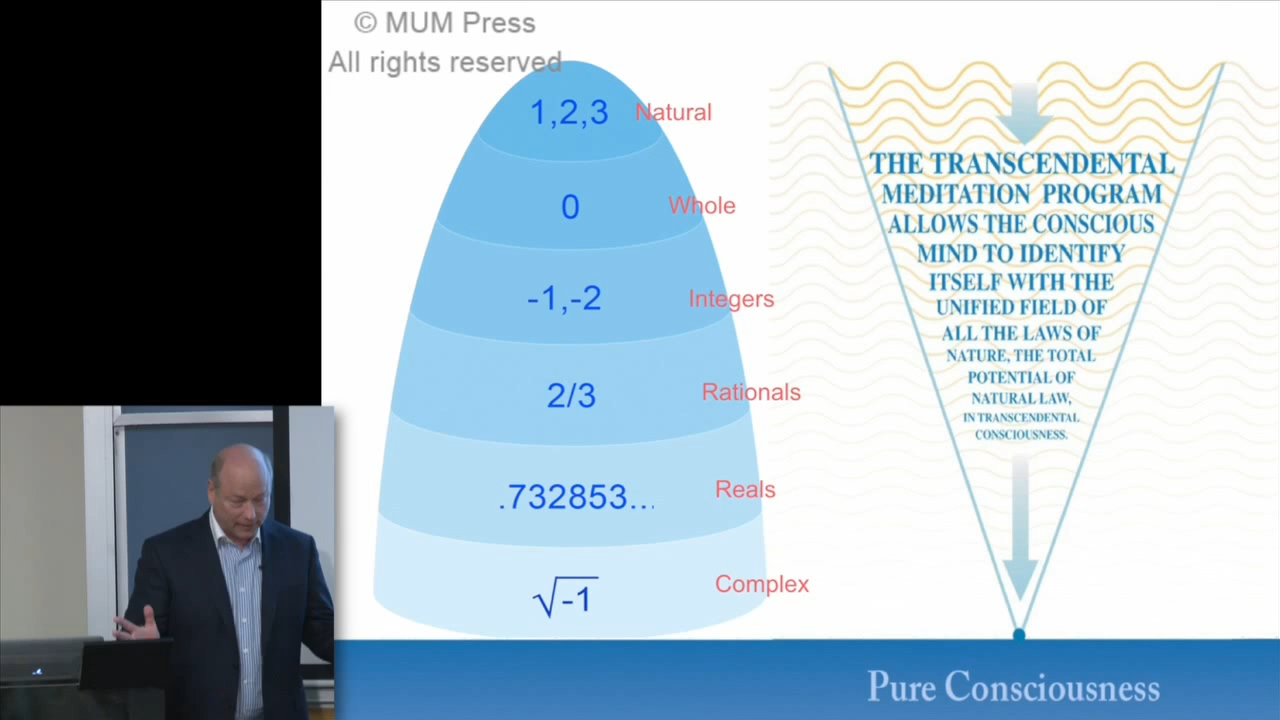 © MUM Press
All rights reserved
1,2,3 Natural
0 Whole
-1,-2 Integers
2/3 Rationals
.732853... Reals
√-1 Complex
THE TRANSCENDENTAL
MEDITATION PROGRAM
ALLOWS THE CONSCIOUS
MIND TO IDENTIFY
ITSELF WITH THE
UNIFIED FIELD OF
ALL THE LAWS OF
NATURE, THE TOTAL
POTENTIAL OF
NATURAL LAW,
IN TRANSCENDENTAL
CONSCIOUSNESS.
Pure Consciousness